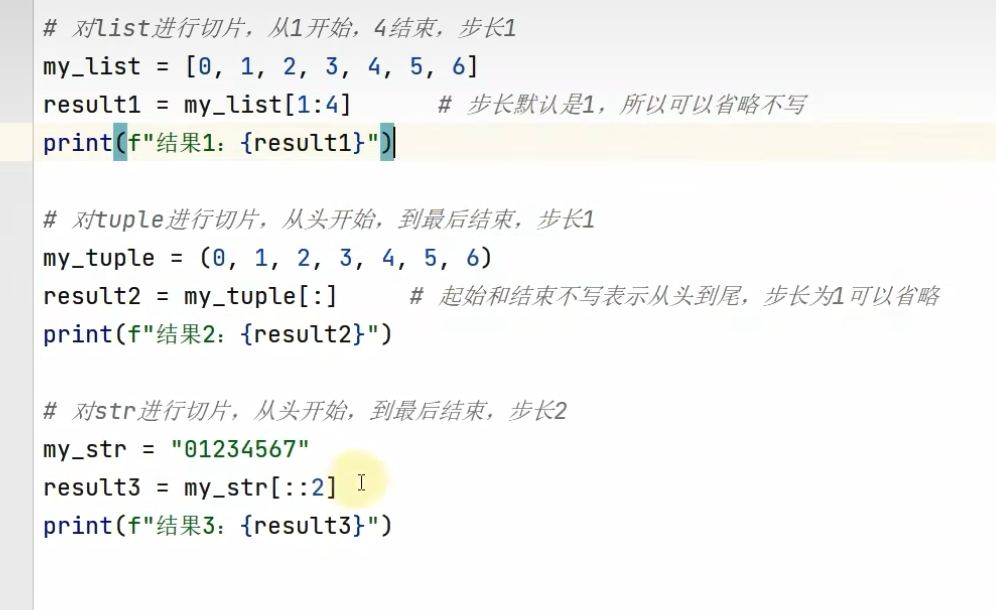 # 对list进行切片，从1开始，4结束，步长1
my_list = [0, 1, 2, 3, 4, 5, 6]
result1 = my_list[1:4]      # 步长默认是1，所以可以省略不写
print(f"结果1：{result1}")
# 对tuple进行切片，从头开始，到最后结束，步长1
my_tuple = (0, 1, 2, 3, 4, 5, 6)
result2 = my_tuple[:]     # 起始和结束不写表示从头到尾，步长为1可以省略
print(f"结果2：{result2}")
# 对str进行切片，从头开始，到最后结束，步长2
my_str = "01234567"
result3 = my_str[::2]
print(f"结果3：{result3}")